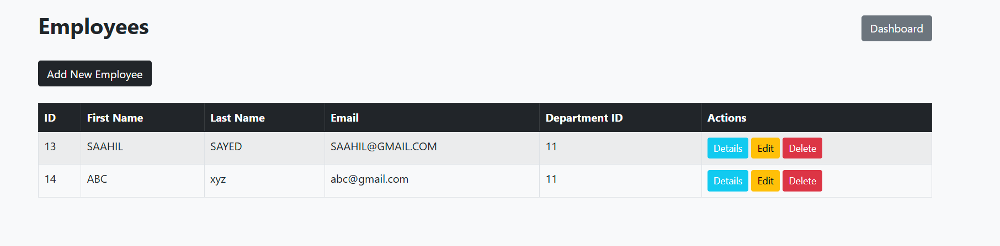 Employees
Dashboard
Add New Employee
ID First Name Last Name Email Department ID Actions
13 SAAHIL SAYED SAAHIL@GMAIL.COM 11 Details Edit Delete
14 ABC xyz abc@gmail.com 11 Details Edit Delete